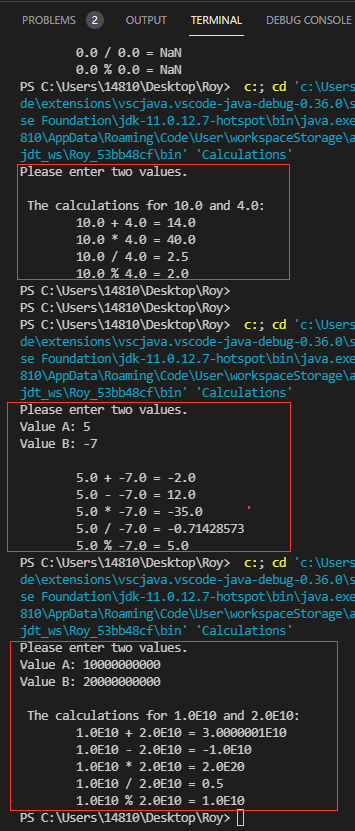 PROBLEMS 2 OUTPUT TERMINAL DEBUG CONSOLE
0.0 / 0.0 = NaN
0.0 % 0.0 = NaN
PS C:\Users\14810\Desktop\Roy> c:; cd 'c:\Users
de\extensions\vscjava.vscode-java-debug-0.36.0\s
se Foundation\jdk-11.0.12.7-hotspot\bin\java.exe
810\AppData\Roaming\Code\User\workspaceStorage\a
jdt_ws\Roy_53bb48cf\bin' 'Calculations'
Please enter two values.
The calculations for 10.0 and 4.0:
10.0 + 4.0 = 14.0
10.0 * 4.0 = 40.0
10.0 / 4.0 = 2.5
10.0 % 4.0 = 2.0
PS C:\Users\14810\Desktop\Roy>
PS C:\Users\14810\Desktop\Roy>
PS C:\Users\14810\Desktop\Roy> c:; cd 'c:\Users
de\extensions\vscjava.vscode-java-debug-0.36.0\s
se Foundation\jdk-11.0.12.7-hotspot\bin\java.exe
810\AppData\Roaming\Code\User\workspaceStorage\a
jdt_ws\Roy_53bb48cf\bin' 'Calculations'
Please enter two values.
Value A: 5
Value B: -7
5.0 + -7.0 = -2.0
5.0 - -7.0 = 12.0
5.0 * -7.0 = -35.0
5.0 / -7.0 = -0.71428573
5.0 % -7.0 = 5.0
PS C:\Users\14810\Desktop\Roy> c:; cd 'c:\Users
de\extensions\vscjava.vscode-java-debug-0.36.0\s
se Foundation\jdk-11.0.12.7-hotspot\bin\java.exe
810\AppData\Roaming\Code\User\workspaceStorage\a
jdt_ws\Roy_53bb48cf\bin' 'Calculations'
Please enter two values.
Value A: 10000000000
Value B: 20000000000
The calculations for 1.0E10 and 2.0E10:
1.0E10 + 2.0E10 = 3.0000001E10
1.0E10 - 2.0E10 = -1.0E10
1.0E10 * 2.0E10 = 2.0E20
1.0E10 / 2.0E10 = 0.5
1.0E10 % 2.0E10 = 1.0E10
PS C:\Users\14810\Desktop\Roy>